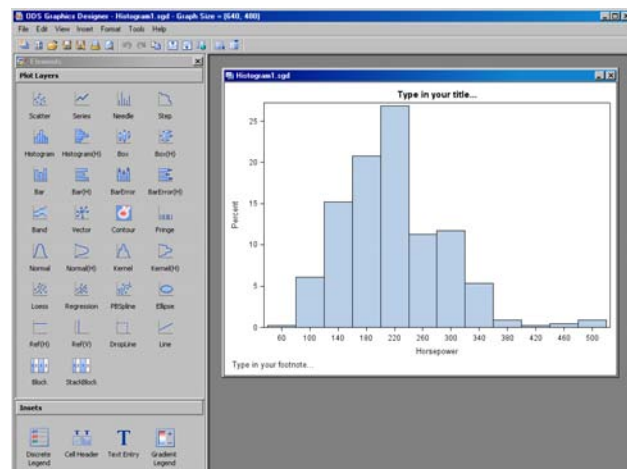 ODS Graphics Designer - Histogram1.sgd - Graph Size = (640, 480)
File Edit View Insert Format Tools Help
Elements
Plot Layers
Scatter Series Needle Step
Histogram Histogram(H) Box Box(H)
Bar Bar(H) BarError BarError(H)
Band Vector Contour Fringe
Normal Normal(H) Kernel Kernel(H)
Loess Regression PBSpline Ellipse
Ref(H) Ref(V) DropLine Line
Block StackBlock
Insets
Discrete Legend Cell Header Text Entry Gradient Legend
Histogram1.sgd
Type in your title...
25
20
15
10
5
0
Percent
60 100 140 180 220 260 300 340 380 420 460 500
Horsepower
Type in your footnote...